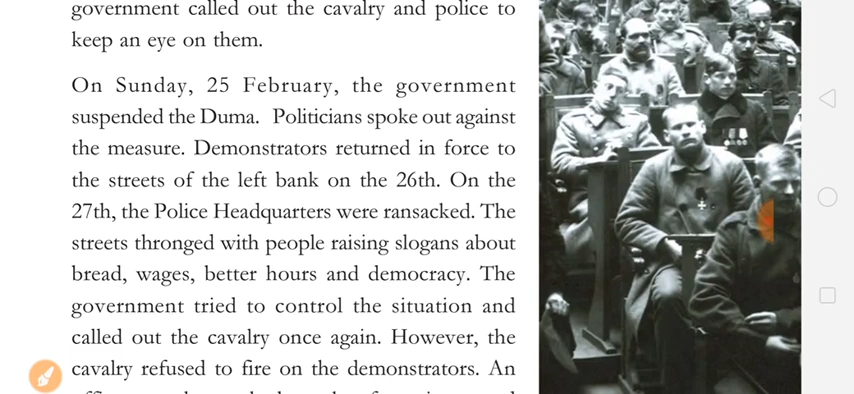 government called out the cavalry and police to
keep an eye on them.
On Sunday, 25 February, the government
suspended the Duma. Politicians spoke out against
the measure. Demonstrators returned in force to
the streets of the left bank on the 26th. On the
27th, the Police Headquarters were ransacked. The
streets thronged with people raising slogans about
bread, wages, better hours and democracy. The
government tried to control the situation and
called out the cavalry once again. However, the
cavalry refused to fire on the demonstrators. An